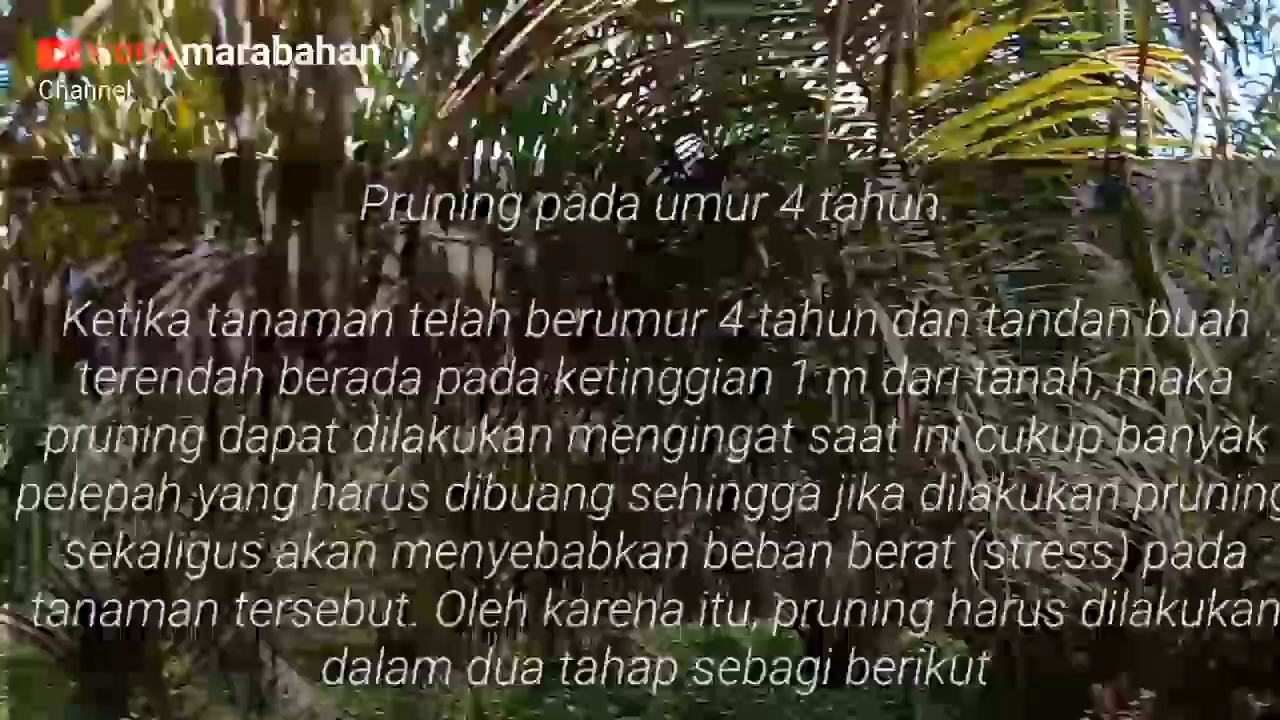 wong marabahan
Channel
Pruning pada umur 4 tahun.
Ketika tanaman telah berumur 4 tahun dan tandan buah
terendah berada pada ketinggian 1 m dari tanah, maka
pruning dapat dilakukan mengingat saat ini cukup banyak
pelepah yang harus dibuang sehingga jika dilakukan pruning
sekaligus akan menyebabkan beban berat (stress) pada
tanaman tersebut. Oleh karena itu, pruning harus dilakukan
dalam dua tahap sebagi berikut